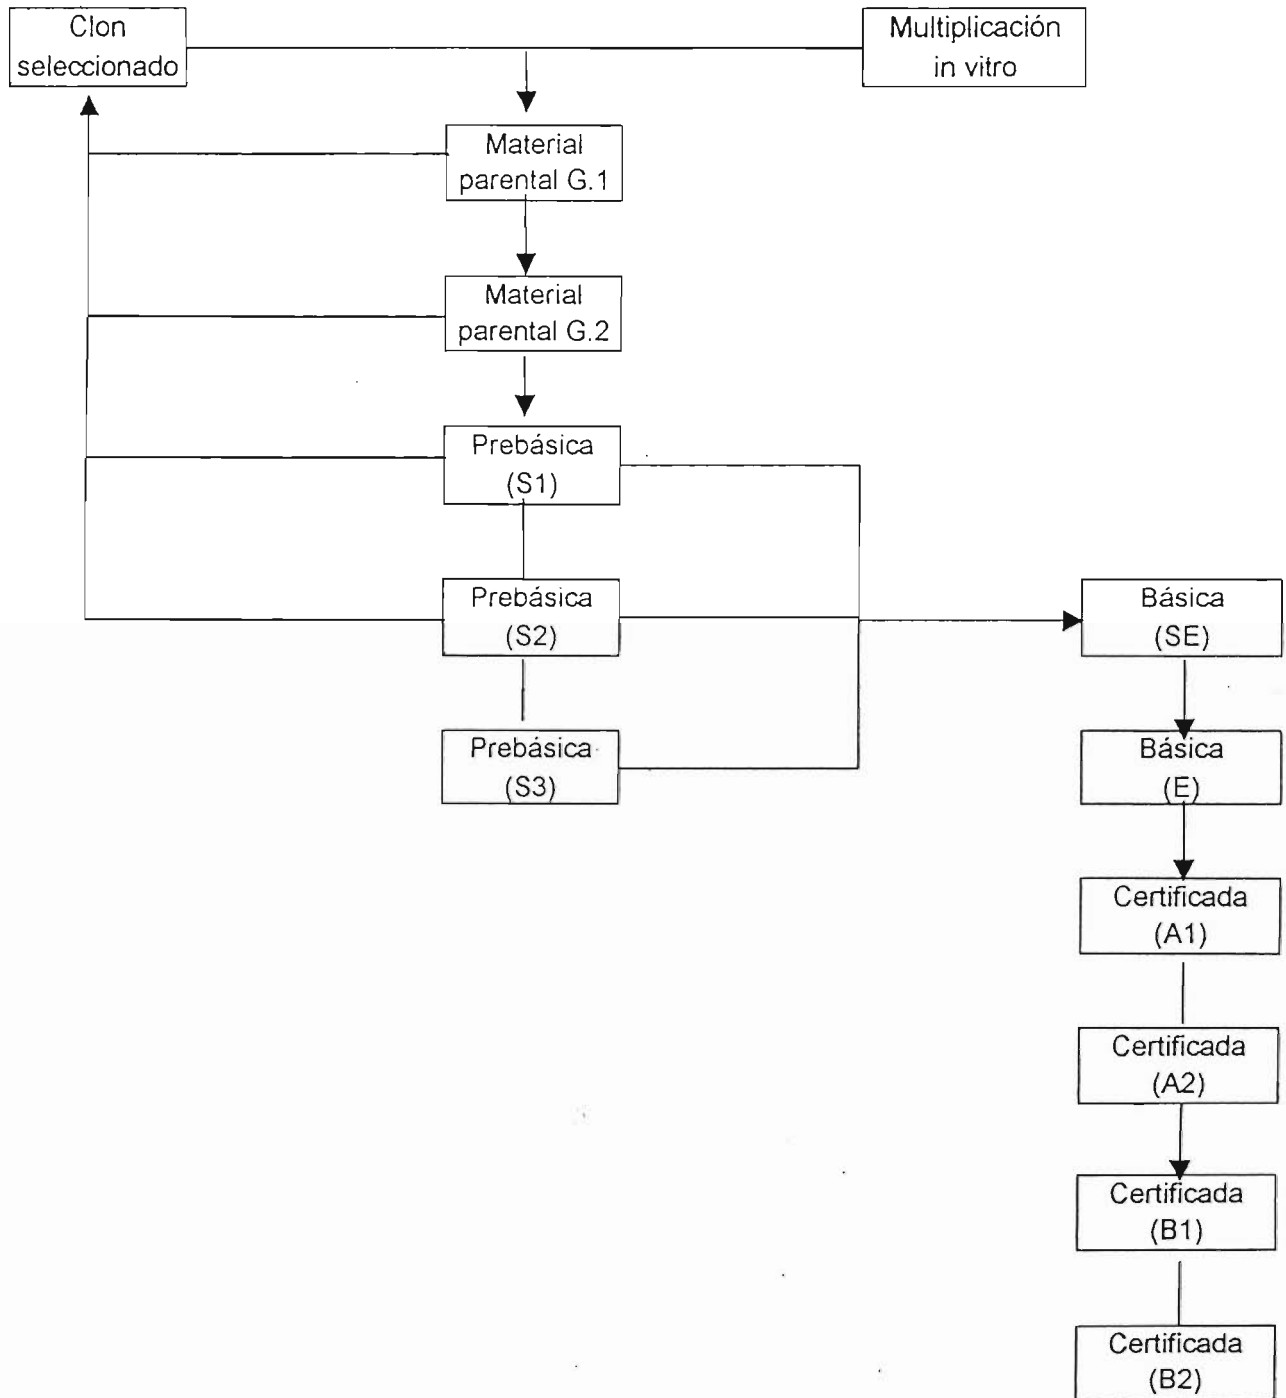 Clon
seleccionado
Multiplicación
in vitro
Material
parental G.1
Material
parental G.2
Prebásica
(S1)
Prebásica
(S2)
Prebásica
(S3)
Básica
(SE)
Básica
(E)
Certificada
(A1)
Certificada
(A2)
Certificada
(B1)
Certificada
(B2)